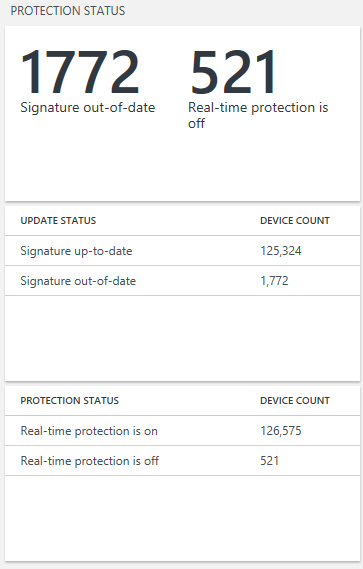 PROTECTION STATUS
1772 521
Signature out-of-date Real-time protection is
off
UPDATE STATUS DEVICE COUNT
Signature up-to-date 125,324
Signature out-of-date 1,772
PROTECTION STATUS DEVICE COUNT
Real-time protection is on 126,575
Real-time protection is off 521